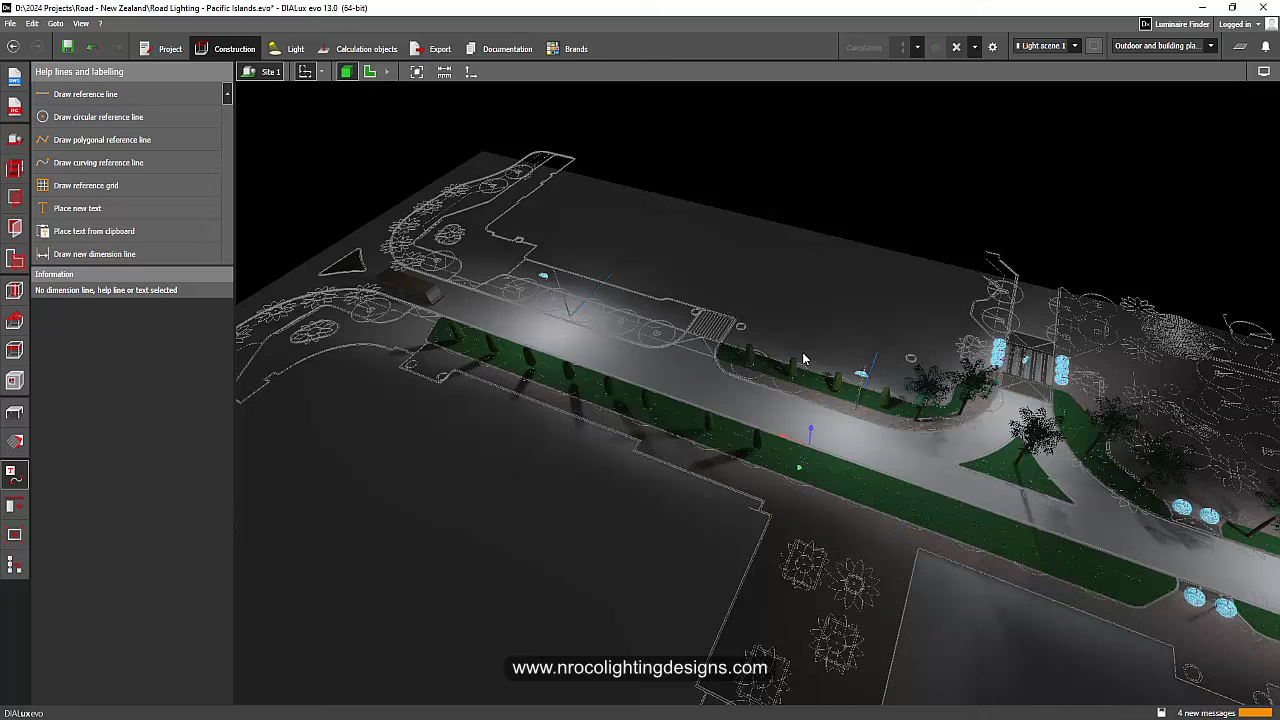 D:\2024 Projects\Road - New Zealand\Road Lighting - Pacific Islands.evo* - DIALux evo 13.0 (64-bit)
File Edit Goto View ?
Luminaire Finder
Logged in
Project
Construction
Light
Calculation objects
Export
Documentation
Brands
Calculation
Light scene 1
Outdoor and building pla...
Help lines and labelling
Site 1
Draw reference line
Draw circular reference line
Draw polygonal reference line
Draw curving reference line
Draw reference grid
Place new text
Place text from clipboard
Draw new dimension line
Information
No dimension line, help line or text selected
www.nrocolightingdesigns.com
DIALux evo
4 new messages